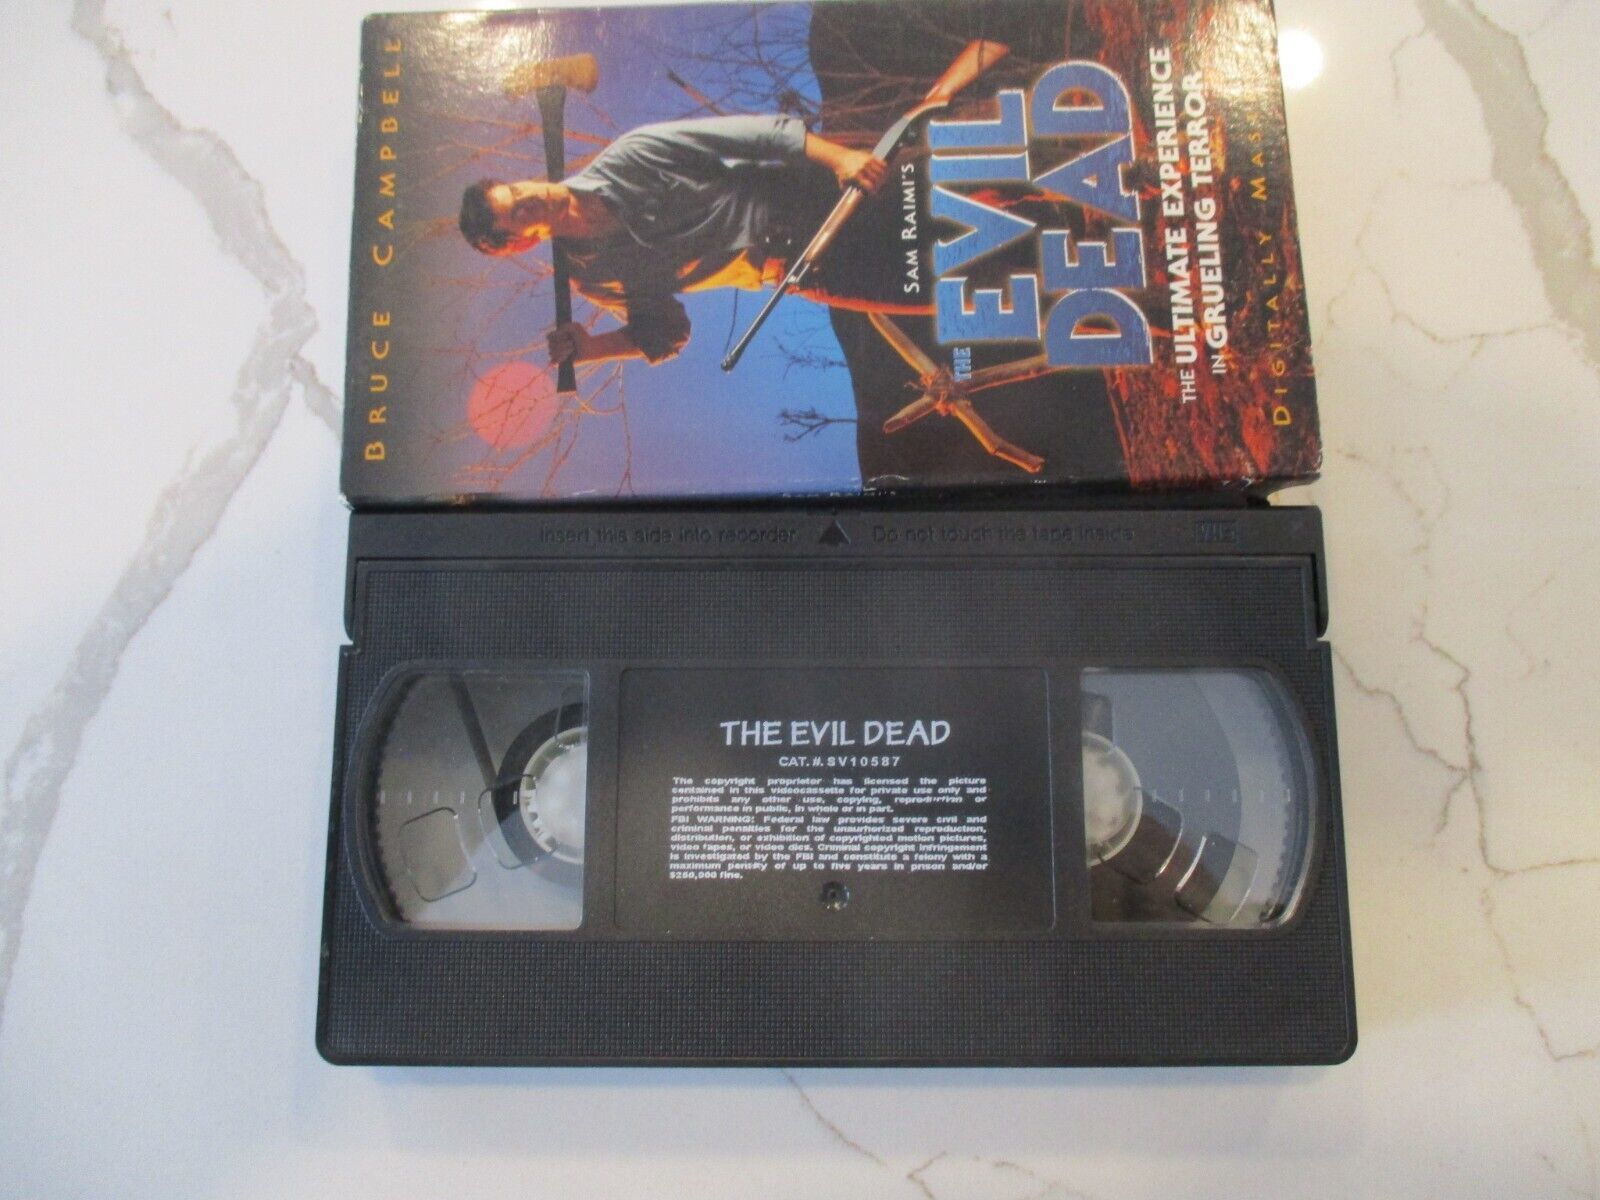 BRUCE CAMPBELL
SAM RAIMI'S
THE EVIL
DEAD
THE ULTIMATE EXPERIENCE
IN GRUELING TERROR
DIGITALLY
Sam Raimi's
Insert this side into recorder
Do not touch the tape inside
VHS
THE EVIL DEAD
CAT. #. SV10587
The copyright proprietor has licensed the picture
contained in this videocassette for private use only and
prohibits any other use, copying, reproduction or
performance in public, in whole or in part.
FBI WARNING: Federal law provides severe civil and
criminal penalties for the unauthorized reproduction,
distribution, or exhibition of copyrighted motion pictures,
video tapes, or video discs. Criminal copyright infringement
is investigated by the FBI and constitute a felony with a
maximum penalty of up to five years in prison and/or
$250,000 fine.